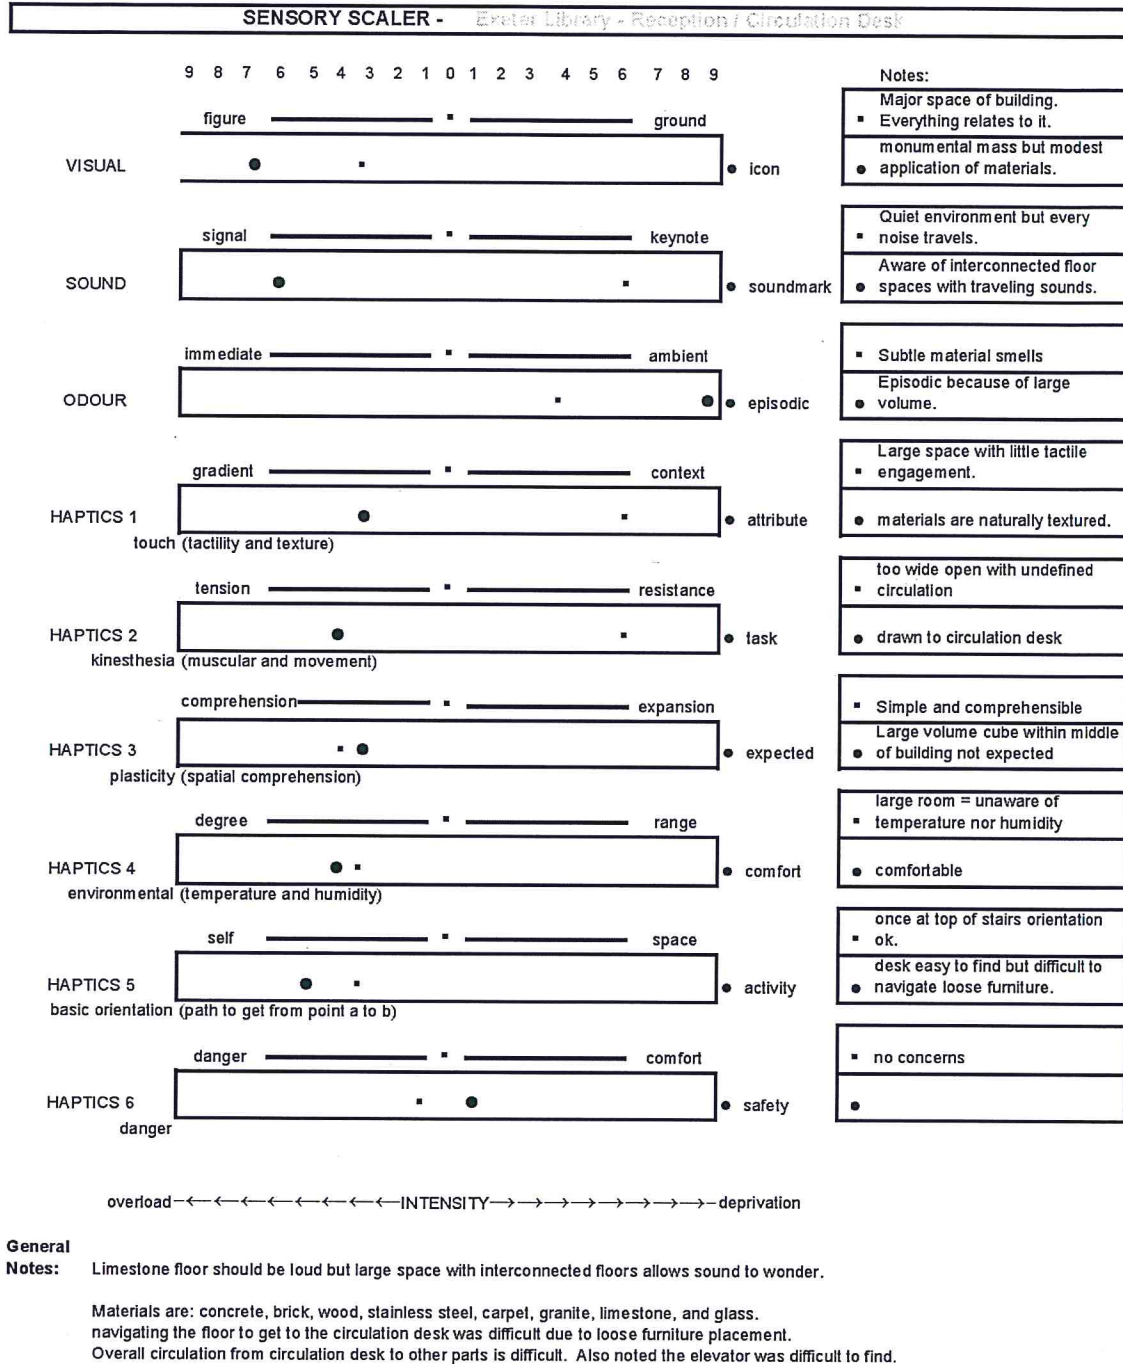 SENSORY SCALER - Exeter Library - Reception / Circulation Desk
9 8 7 6 5 4 3 2 1 0 1 2 3 4 5 6 7 8 9
Notes:
figure ground
VISUAL
icon
Major space of building.
Everything relates to it.
monumental mass but modest
application of materials.
signal keynote
SOUND
soundmark
Quiet environment but every
noise travels.
Aware of interconnected floor
spaces with traveling sounds.
immediate ambient
ODOUR
episodic
Subtle material smells
Episodic because of large
volume.
gradient context
HAPTICS 1
attribute
touch (tactility and texture)
Large space with little tactile
engagement.
materials are naturally textured.
tension resistance
HAPTICS 2
task
kinesthesia (muscular and movement)
too wide open with undefined
circulation
drawn to circulation desk
comprehension expansion
HAPTICS 3
expected
plasticity (spatial comprehension)
Simple and comprehensible
Large volume cube within middle
of building not expected
degree range
HAPTICS 4
comfort
environmental (temperature and humidity)
large room = unaware of
temperature nor humidity
comfortable
self space
HAPTICS 5
activity
basic orientation (path to get from point a to b)
once at top of stairs orientation
ok.
desk easy to find but difficult to
navigate loose furniture.
danger comfort
HAPTICS 6
safety
danger
no concerns
overload INTENSITY deprivation
General
Notes: Limestone floor should be loud but large space with interconnected floors allows sound to wonder.
Materials are: concrete, brick, wood, stainless steel, carpet, granite, limestone, and glass.
navigating the floor to get to the circulation desk was difficult due to loose furniture placement.
Overall circulation from circulation desk to other parts is difficult. Also noted the elevator was difficult to find.